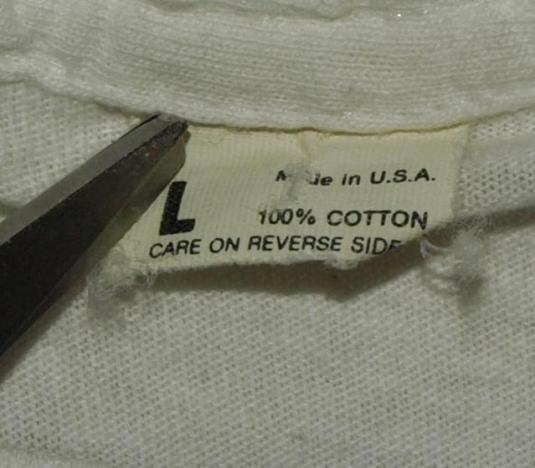 Made in U.S.A.
L
100% COTTON
CARE ON REVERSE SIDE